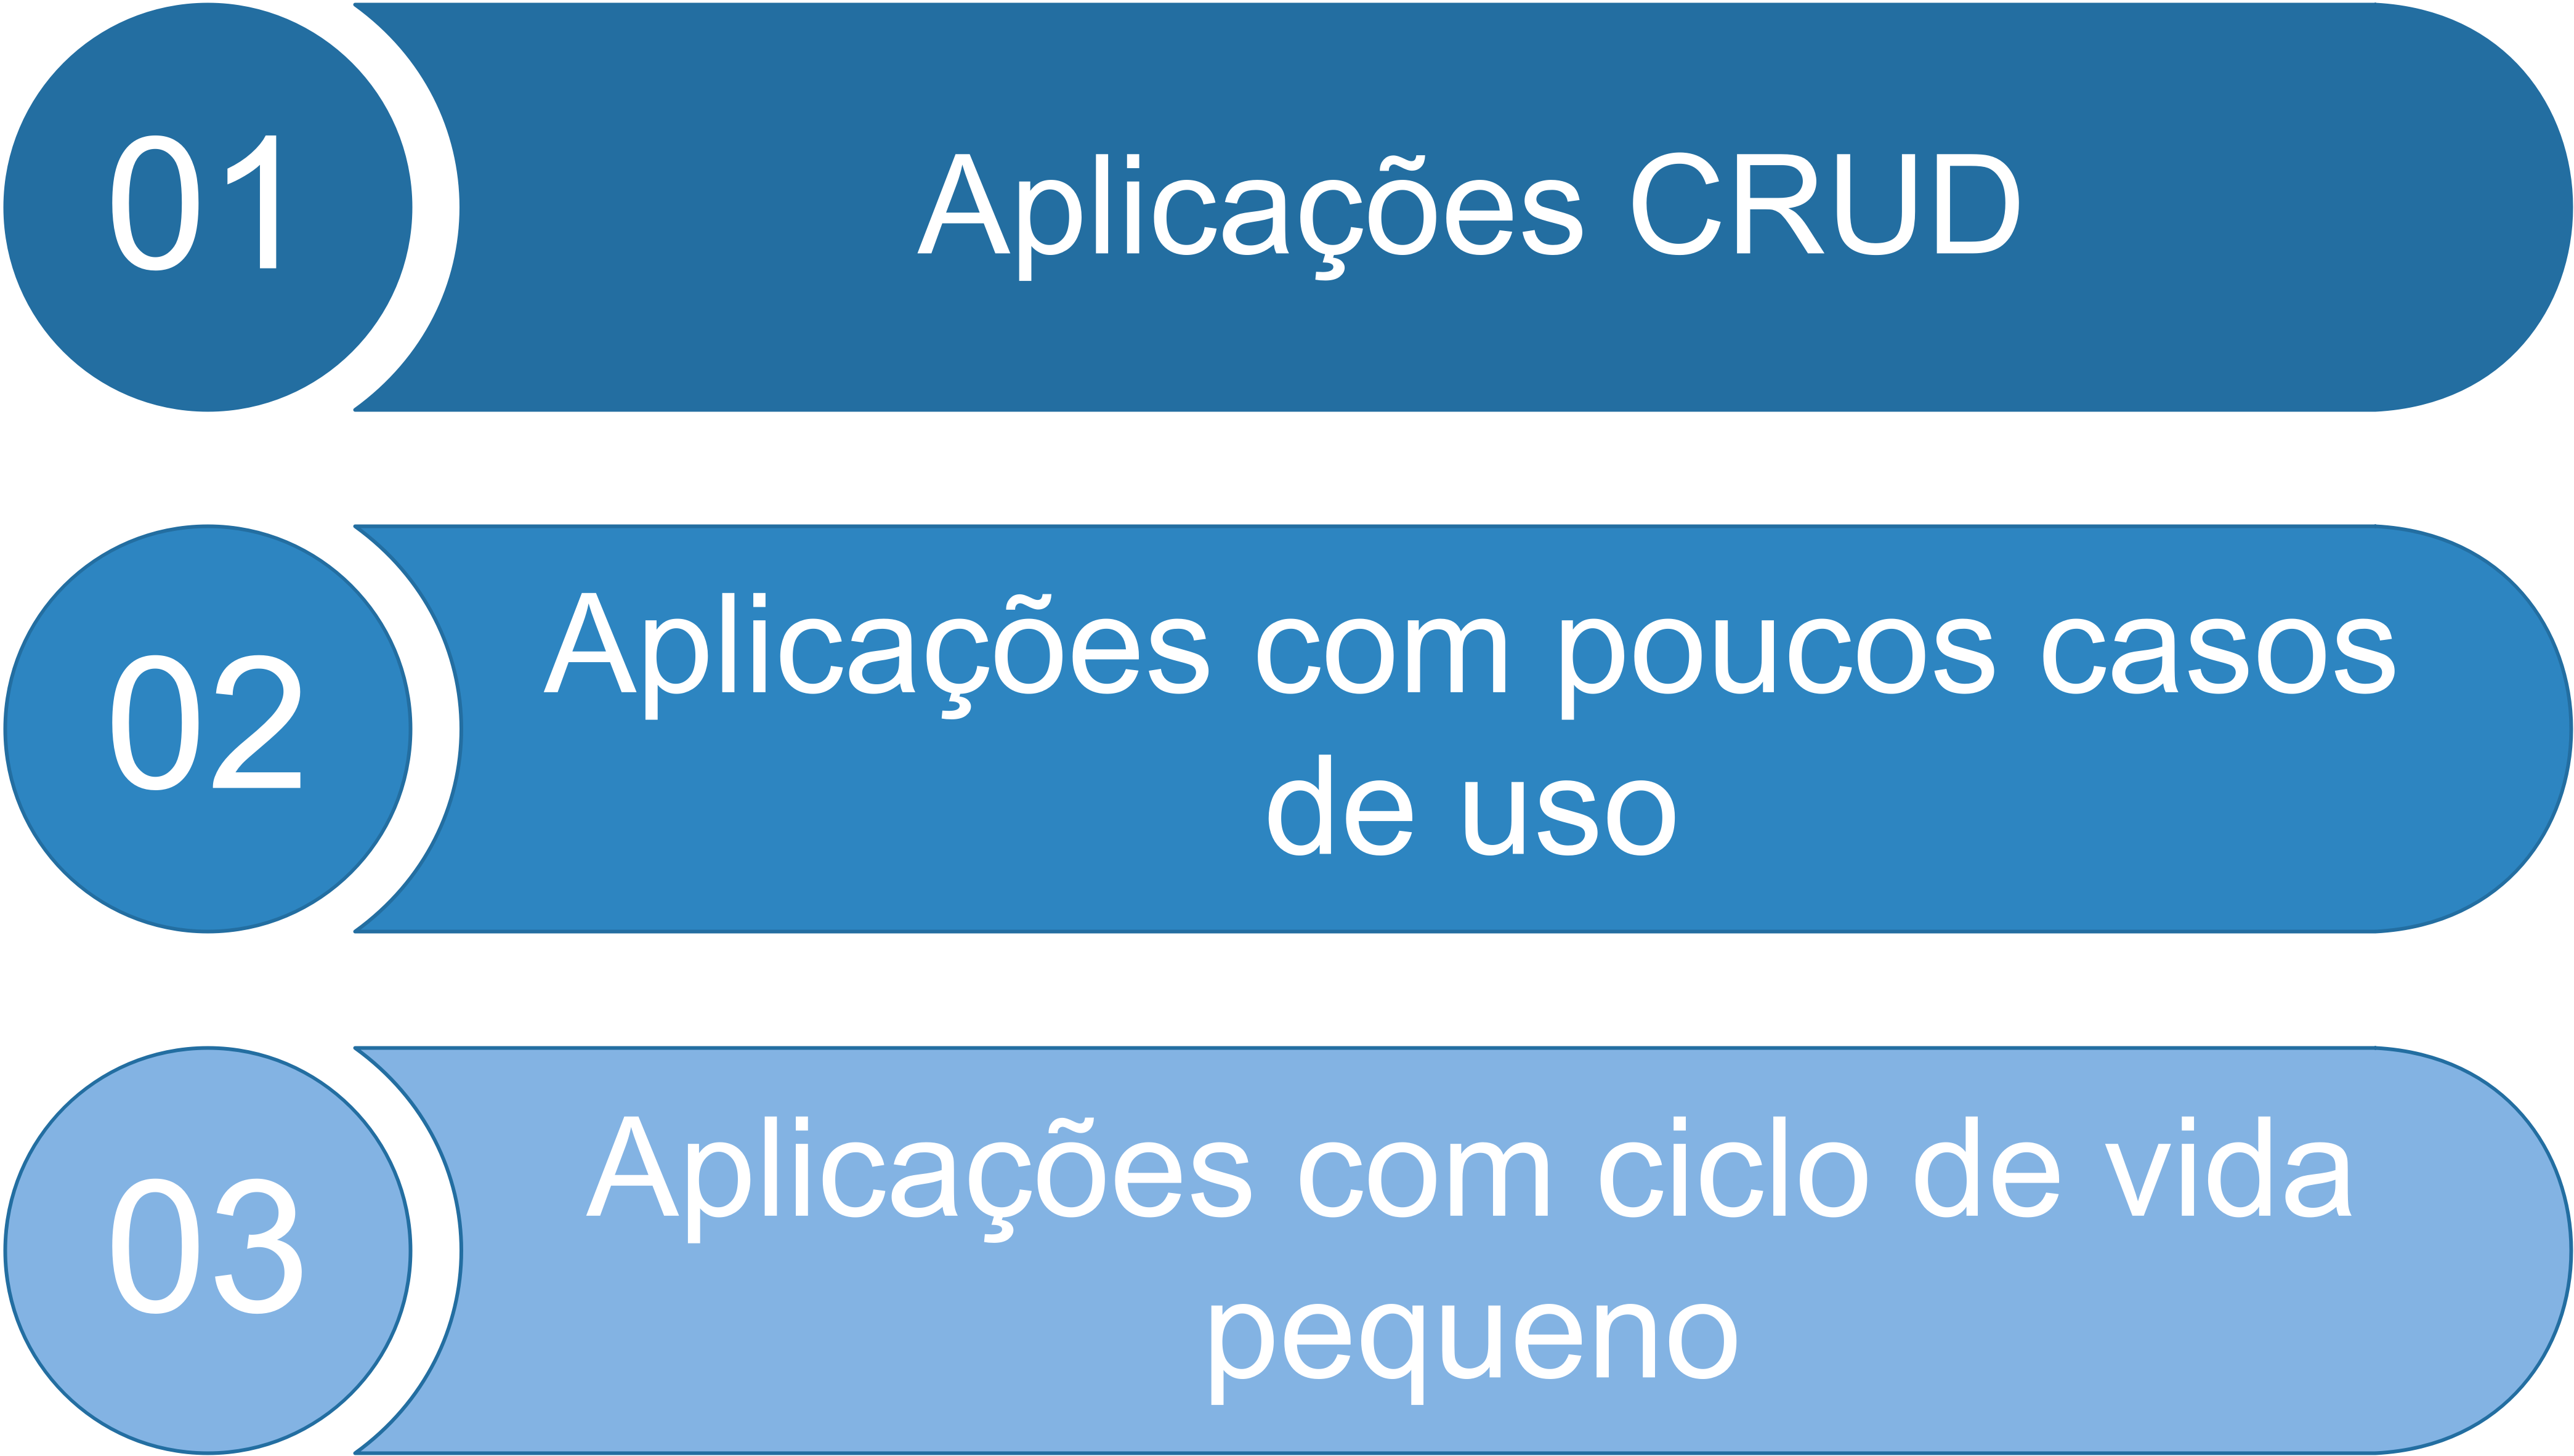 01
Aplicações CRUD
02
Aplicações com poucos casos
de uso
03
Aplicações com ciclo de vida
pequeno